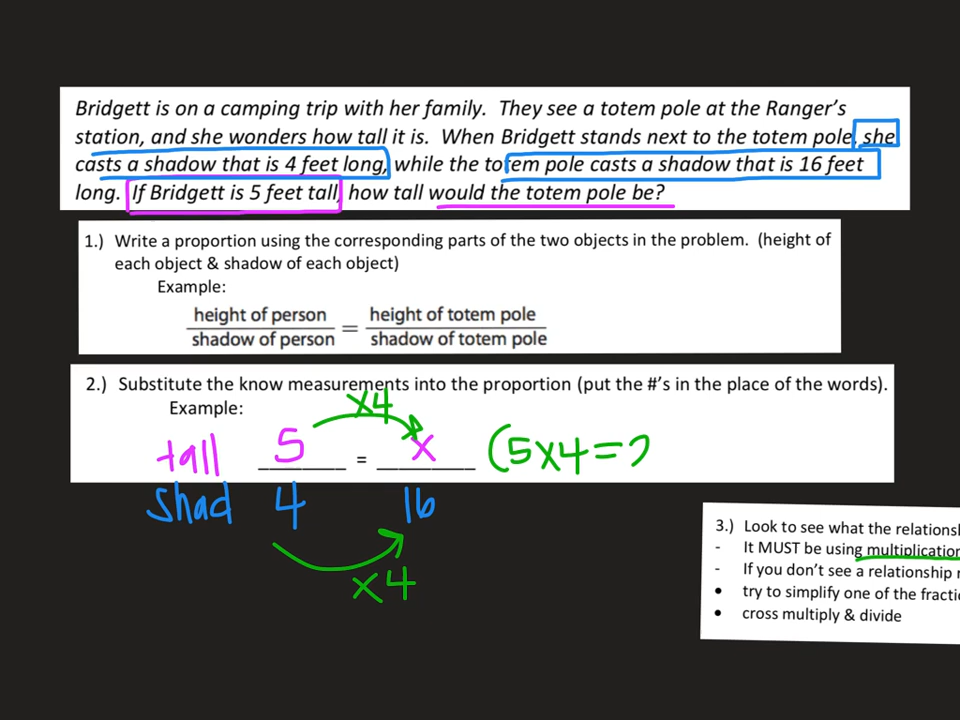 Bridgett is on a camping trip with her family. They see a totem pole at the Ranger's
station, and she wonders how tall it is. When Bridgett stands next to the totem pole, she
casts a shadow that is 4 feet long, while the totem pole casts a shadow that is 16 feet
long. If Bridgett is 5 feet tall, how tall would the totem pole be?
1.) Write a proportion using the corresponding parts of the two objects in the problem. (height of
each object & shadow of each object)
Example:
height of person = height of totem pole
shadow of person shadow of totem pole
2.) Substitute the know measurements into the proportion (put the #'s in the place of the words).
Example:
x4
tall 5 = x (5x4=
shad 4 16
x4
3.) Look to see what the
- It MUST be using multiplication
- If you don't see a relationship
• try to simplify one of the
• cross multiply & divide